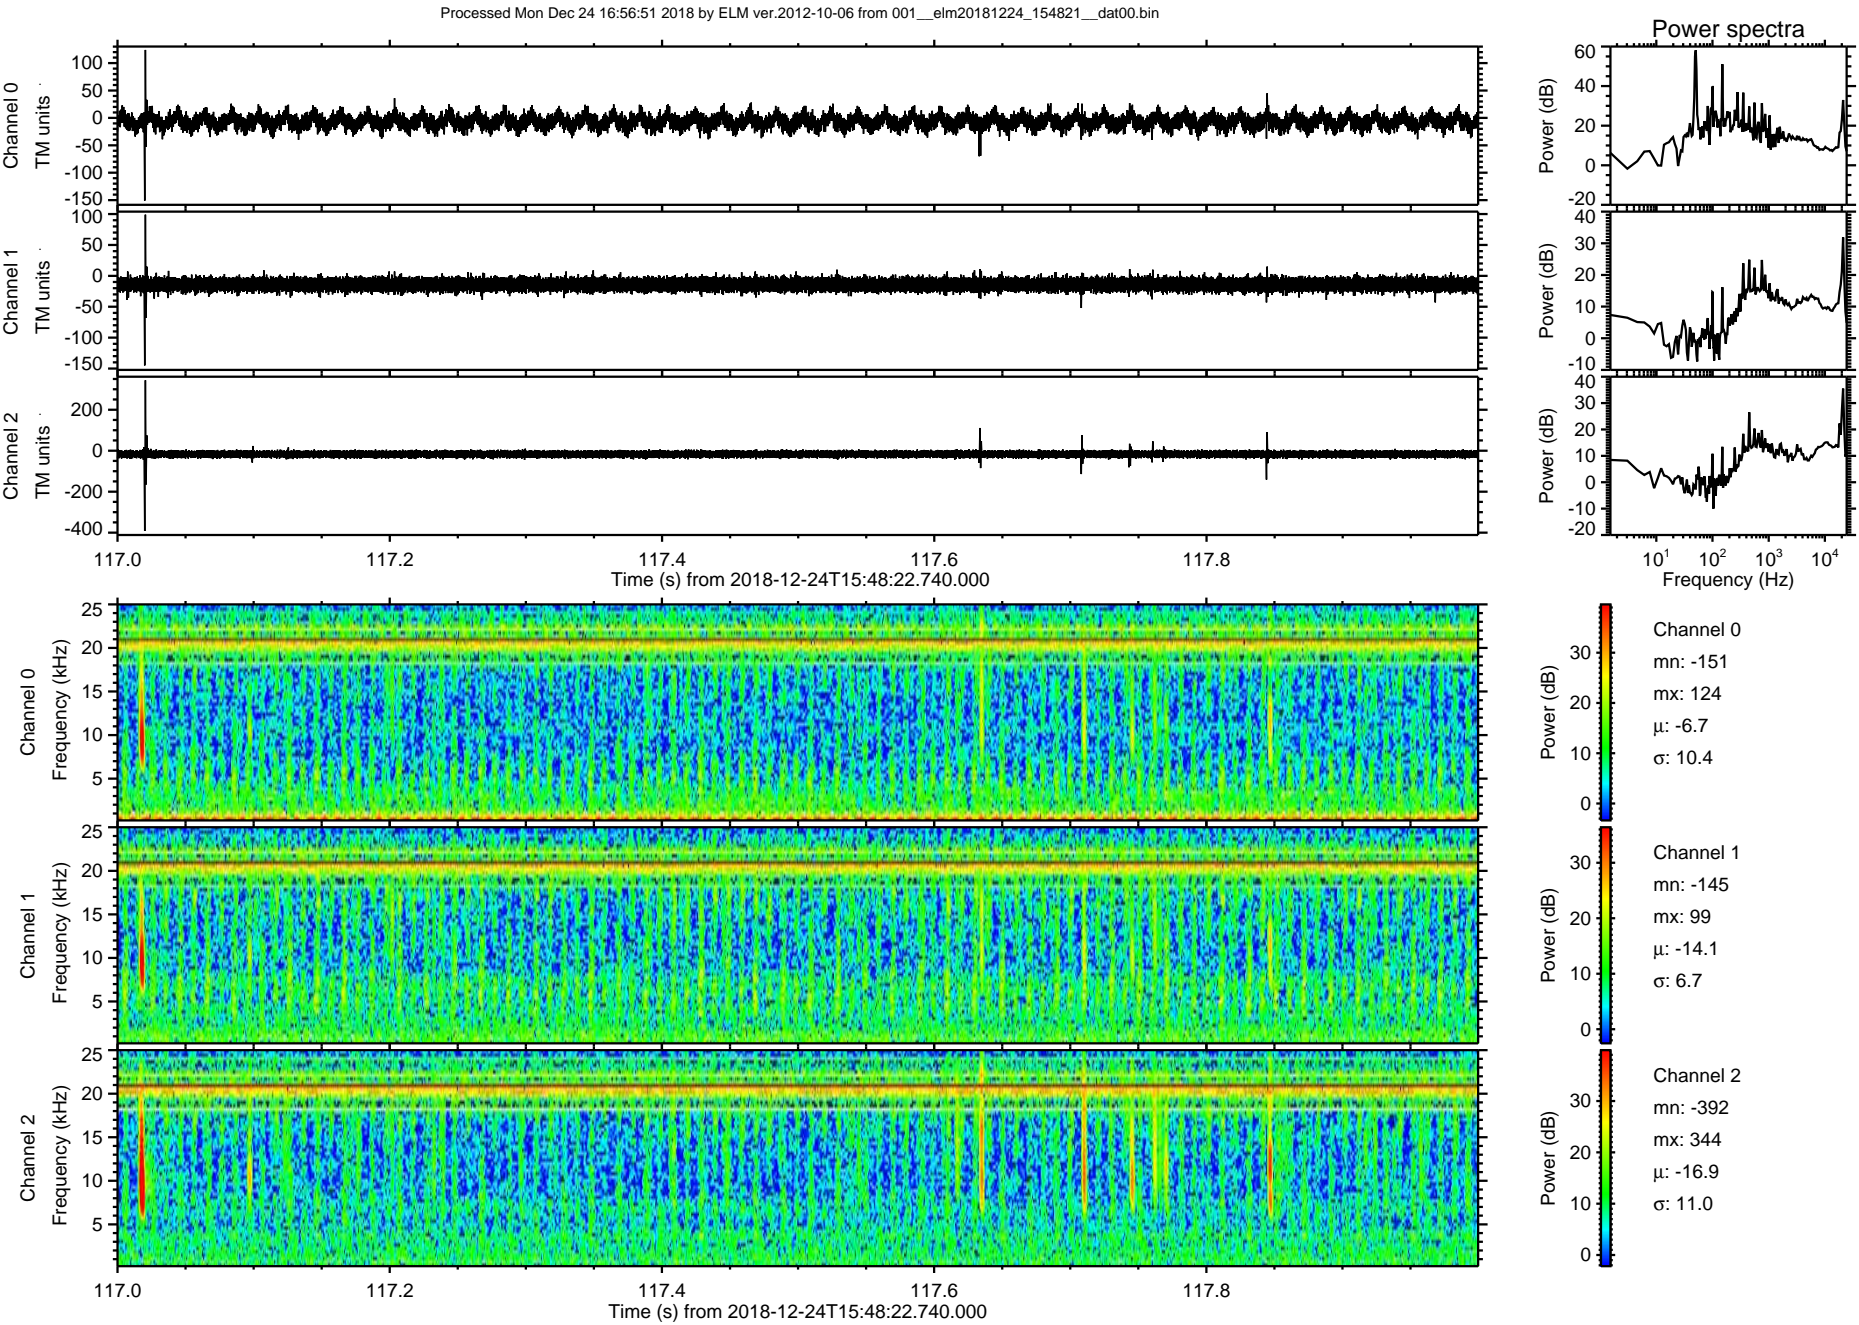 Processed Mon Dec 24 16:56:51 2018 by ELM ver.2012-10-06 from 001__elm20181224_154821__dat00.bin
Power spectra
Channel 0
TM units
100
50
0
-50
-100
-150
Power (dB)
60
40
20
0
-20
Channel 1
TM units
100
50
0
-50
-100
-150
Power (dB)
40
30
20
10
0
-10
Channel 2
TM units
200
0
-200
-400
Power (dB)
40
30
20
10
0
-10
-20
117.0 117.2 117.4 117.6 117.8
Time (s) from 2018-12-24T15:48:22.740.000
10¹ 10² 10³ 10⁴
Frequency (Hz)
Channel 0
Frequency (kHz)
25
20
15
10
5
Power (dB)
30
20
10
0
Channel 0
mn: -151
mx: 124
μ: -6.7
σ: 10.4
Channel 1
Frequency (kHz)
25
20
15
10
5
Power (dB)
30
20
10
0
Channel 1
mn: -145
mx: 99
μ: -14.1
σ: 6.7
Channel 2
Frequency (kHz)
25
20
15
10
5
Power (dB)
30
20
10
0
Channel 2
mn: -392
mx: 344
μ: -16.9
σ: 11.0
117.0 117.2 117.4 117.6 117.8
Time (s) from 2018-12-24T15:48:22.740.000